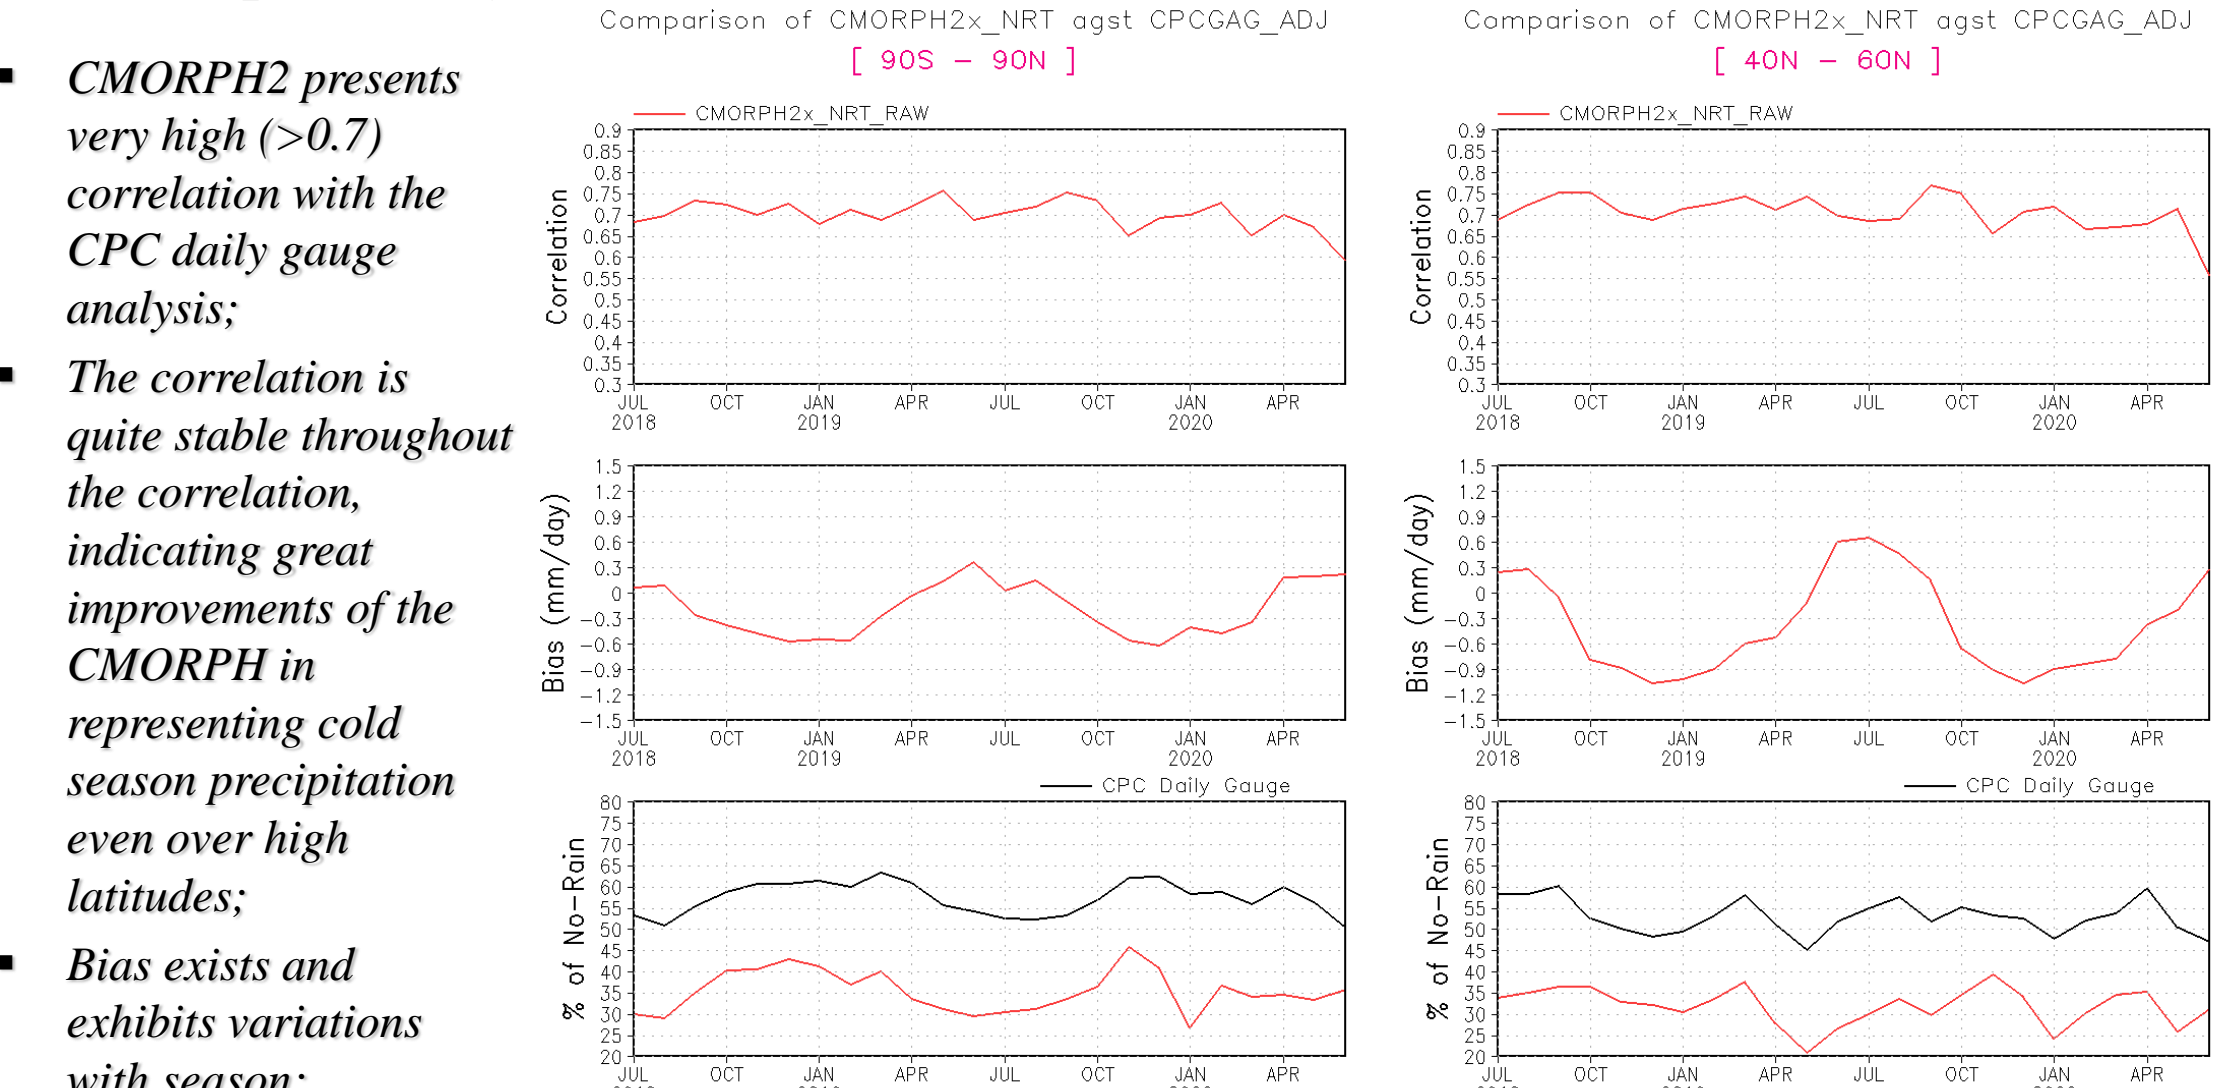 CMORPH2 presents
very high (>0.7)
correlation with the
CPC daily gauge
analysis;
The correlation is
quite stable throughout
the correlation,
indicating great
improvements of the
CMORPH in
representing cold
season precipitation
even over high
latitudes;
Bias exists and
exhibits variations
with season;
Comparison of CMORPH2x_NRT agst CPCGAG_ADJ
[ 90S – 90N ]
CMORPH2x_NRT_RAW
Correlation
0.9
0.85
0.8
0.75
0.7
0.65
0.6
0.55
0.5
0.45
0.4
0.35
0.3
JUL OCT JAN APR JUL OCT JAN APR
2018 2019 2020
Bias (mm/day)
1.5
1.2
0.9
0.6
0.3
0
−0.3
−0.6
−0.9
−1.2
−1.5
JUL OCT JAN APR JUL OCT JAN APR
2018 2019 2020
CPC Daily Gauge
% of No−Rain
80
75
70
65
60
55
50
45
40
35
30
25
20
JUL OCT JAN APR JUL OCT JAN APR
Comparison of CMORPH2x_NRT agst CPCGAG_ADJ
[ 40N – 60N ]
CMORPH2x_NRT_RAW
Correlation
0.9
0.85
0.8
0.75
0.7
0.65
0.6
0.55
0.5
0.45
0.4
0.35
0.3
JUL OCT JAN APR JUL OCT JAN APR
2018 2019 2020
Bias (mm/day)
1.5
1.2
0.9
0.6
0.3
0
−0.3
−0.6
−0.9
−1.2
−1.5
JUL OCT JAN APR JUL OCT JAN APR
2018 2019 2020
CPC Daily Gauge
% of No−Rain
80
75
70
65
60
55
50
45
40
35
30
25
20
JUL OCT JAN APR JUL OCT JAN APR